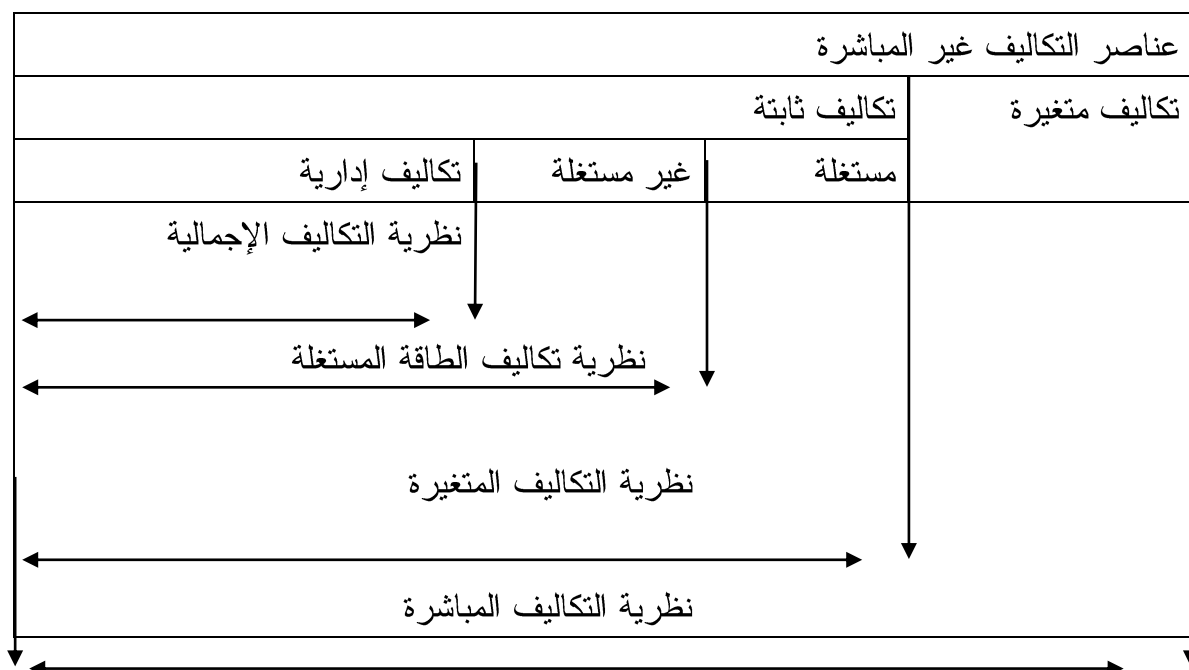 عناصر التكاليف غير المباشرة
تكاليف متغيرة تكاليف ثابتة
مستغلة غير مستغلة تكاليف إدارية
نظرية التكاليف الإجمالية
نظرية تكاليف الطاقة المستغلة
نظرية التكاليف المتغيرة
نظرية التكاليف المباشرة